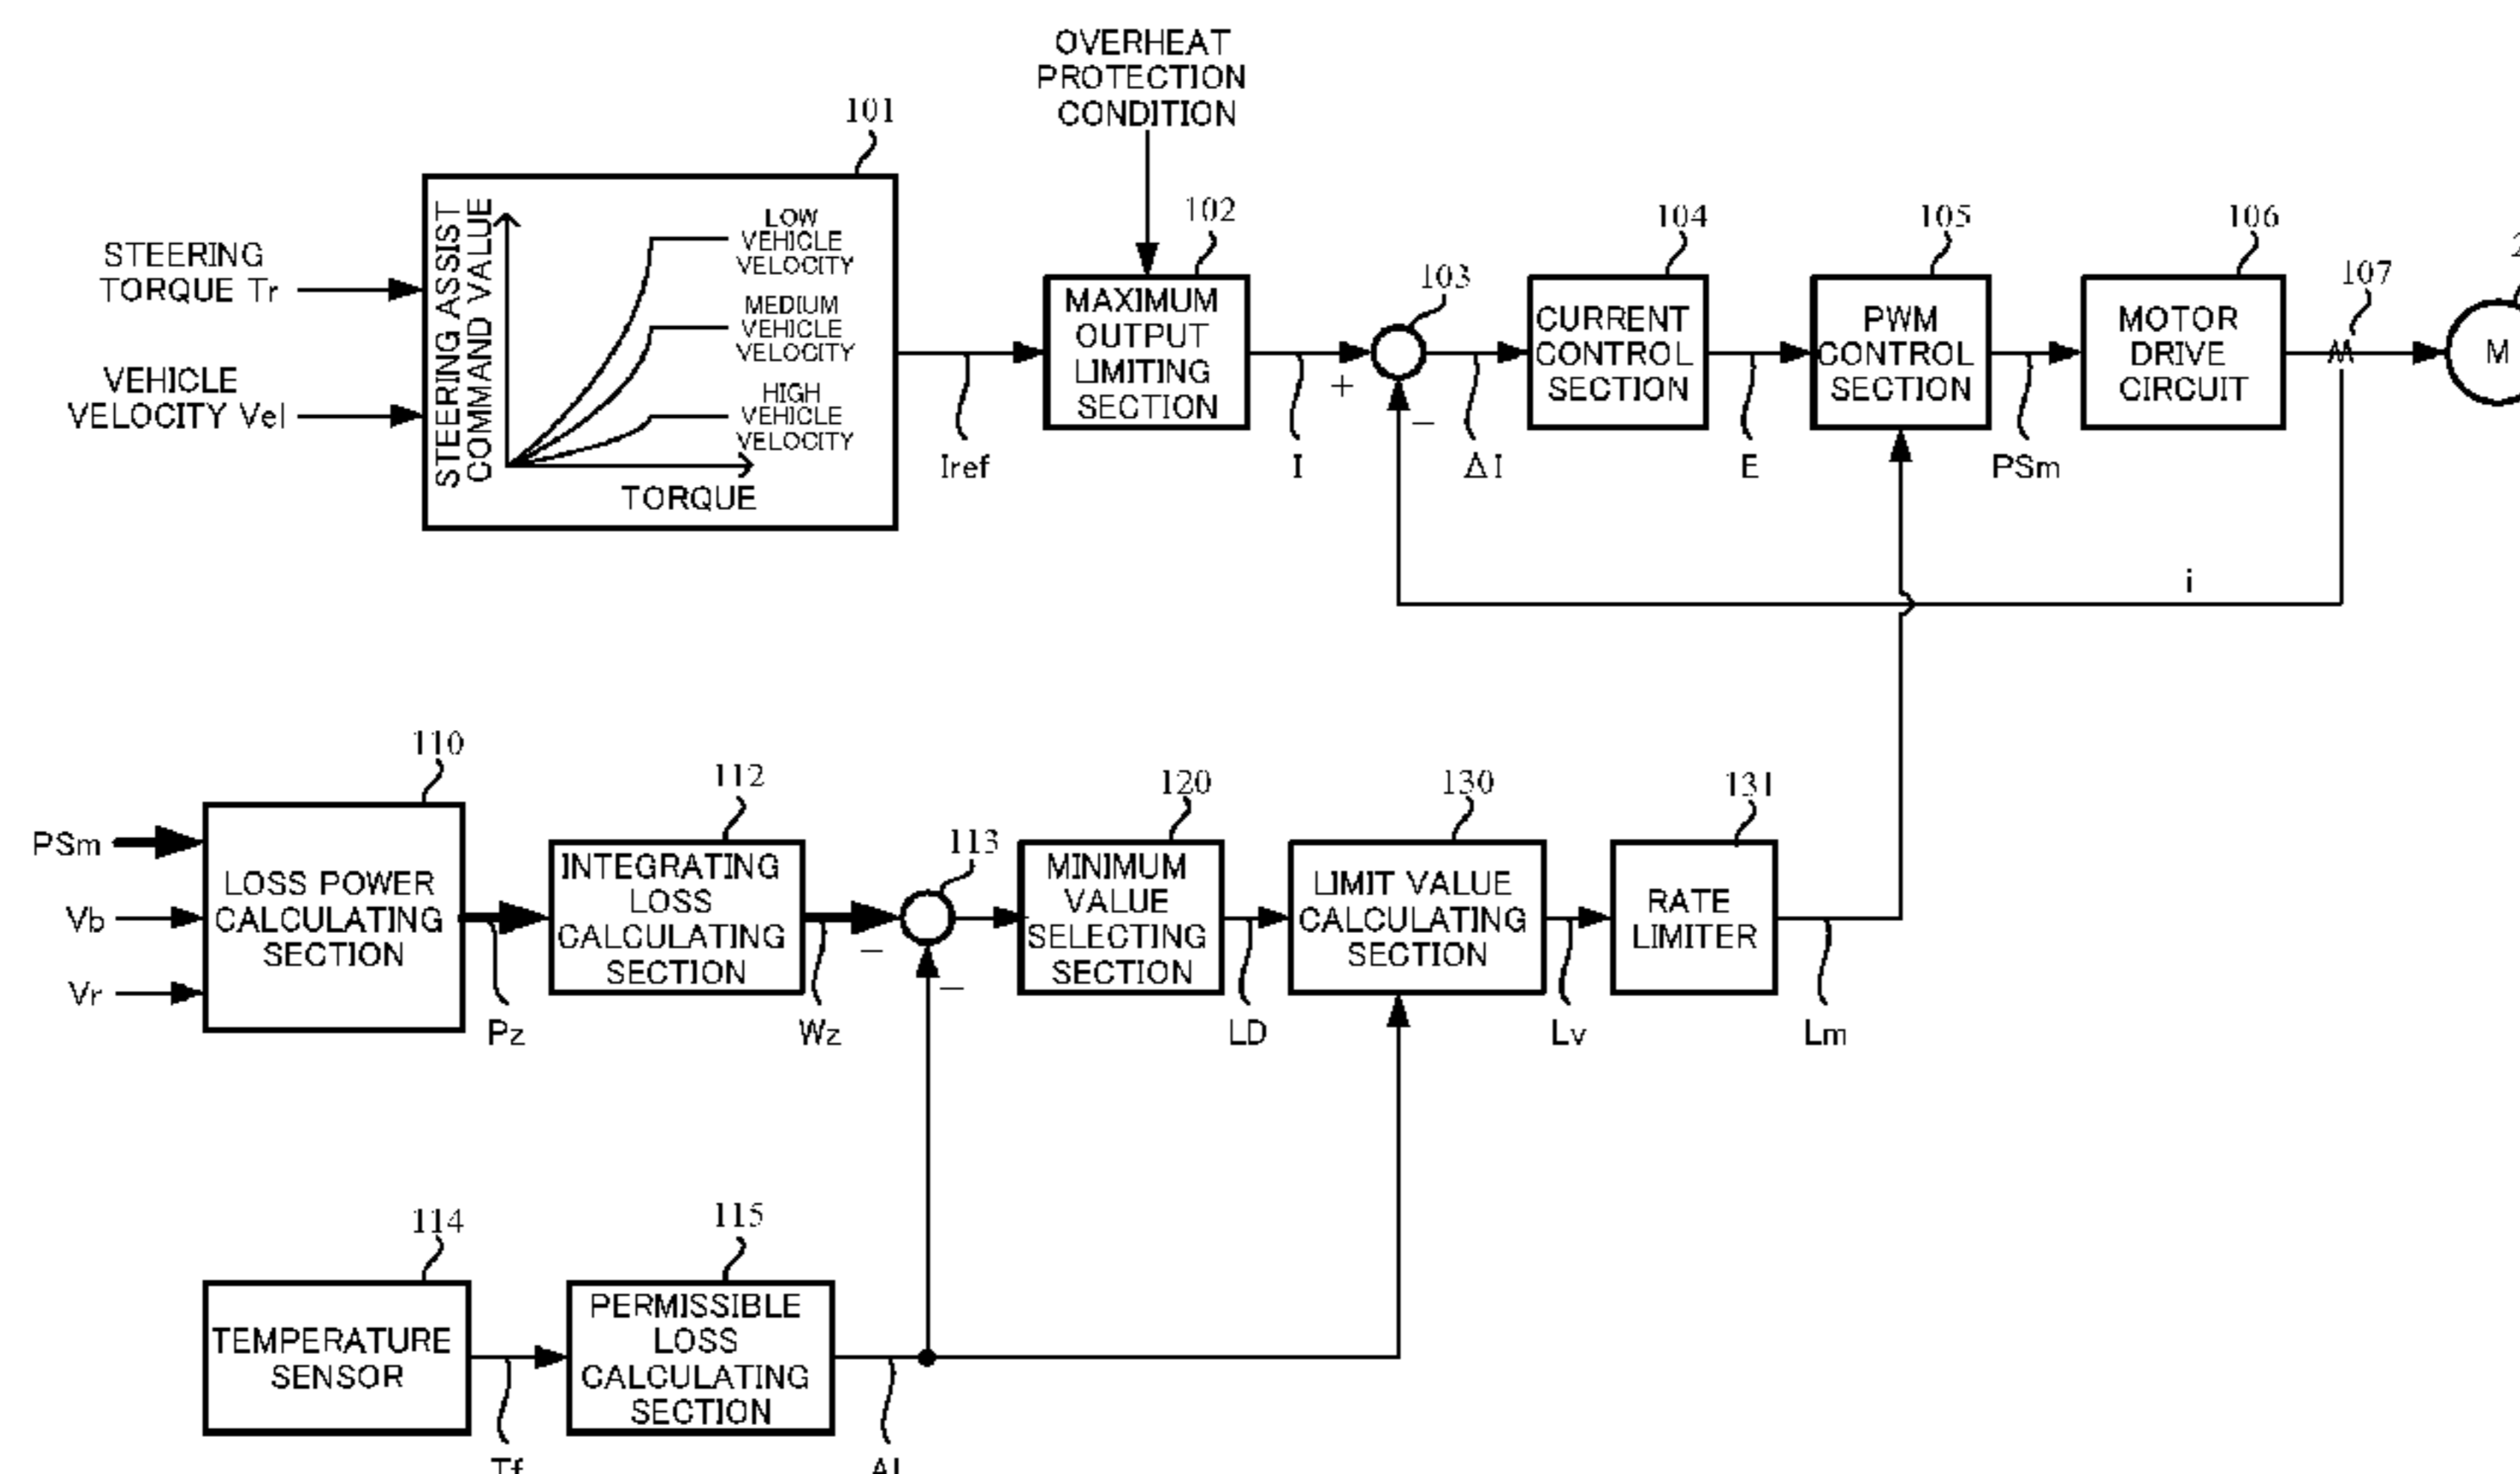 OVERHEAT
PROTECTION
CONDITION
101
STEERING
TORQUE Tr
VEHICLE
VELOCITY Vel
STEERING ASSIST
COMMAND VALUE
LOW
VEHICLE
VELOCITY
MEDIUM
VEHICLE
VELOCITY
HIGH
VEHICLE
VELOCITY
TORQUE
Iref
102
MAXIMUM
OUTPUT
LIMITING
SECTION
I
103
+
−
ΔI
104
CURRENT
CONTROL
SECTION
E
105
PWM
CONTROL
SECTION
PSm
106
MOTOR
DRIVE
CIRCUIT
107
M
i
110
PSm
Vb
Vr
LOSS POWER
CALCULATING
SECTION
Pz
112
INTEGRATING
LOSS
CALCULATING
SECTION
Wz
113
−
−
120
MINIMUM
VALUE
SELECTING
SECTION
LD
130
LIMIT VALUE
CALCULATING
SECTION
Lv
131
RATE
LIMITER
Lm
114
TEMPERATURE
SENSOR
Tf
115
PERMISSIBLE
LOSS
CALCULATING
SECTION